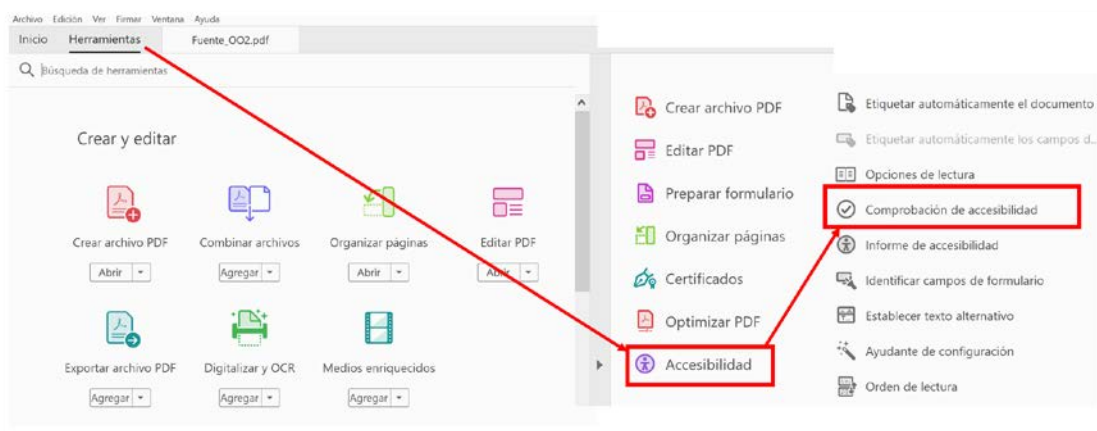 Archivo Edición Ver Firmar Ventana Ayuda
Inicio Herramientas Fuente_OO2.pdf
Búsqueda de herramientas
Crear y editar
Crear archivo PDF Combinar archivos Organizar páginas Editar PDF
Abrir Agregar Abrir Abrir
Exportar archivo PDF Digitalizar y OCR Medios enriquecidos
Agregar Agregar Agregar
Crear archivo PDF
Editar PDF
Preparar formulario
Organizar páginas
Certificados
Optimizar PDF
Accesibilidad
Etiquetar automáticamente el documento
Etiquetar automáticamente los campos d...
Opciones de lectura
Comprobación de accesibilidad
Informe de accesibilidad
Identificar campos de formulario
Establecer texto alternativo
Ayudante de configuración
Orden de lectura